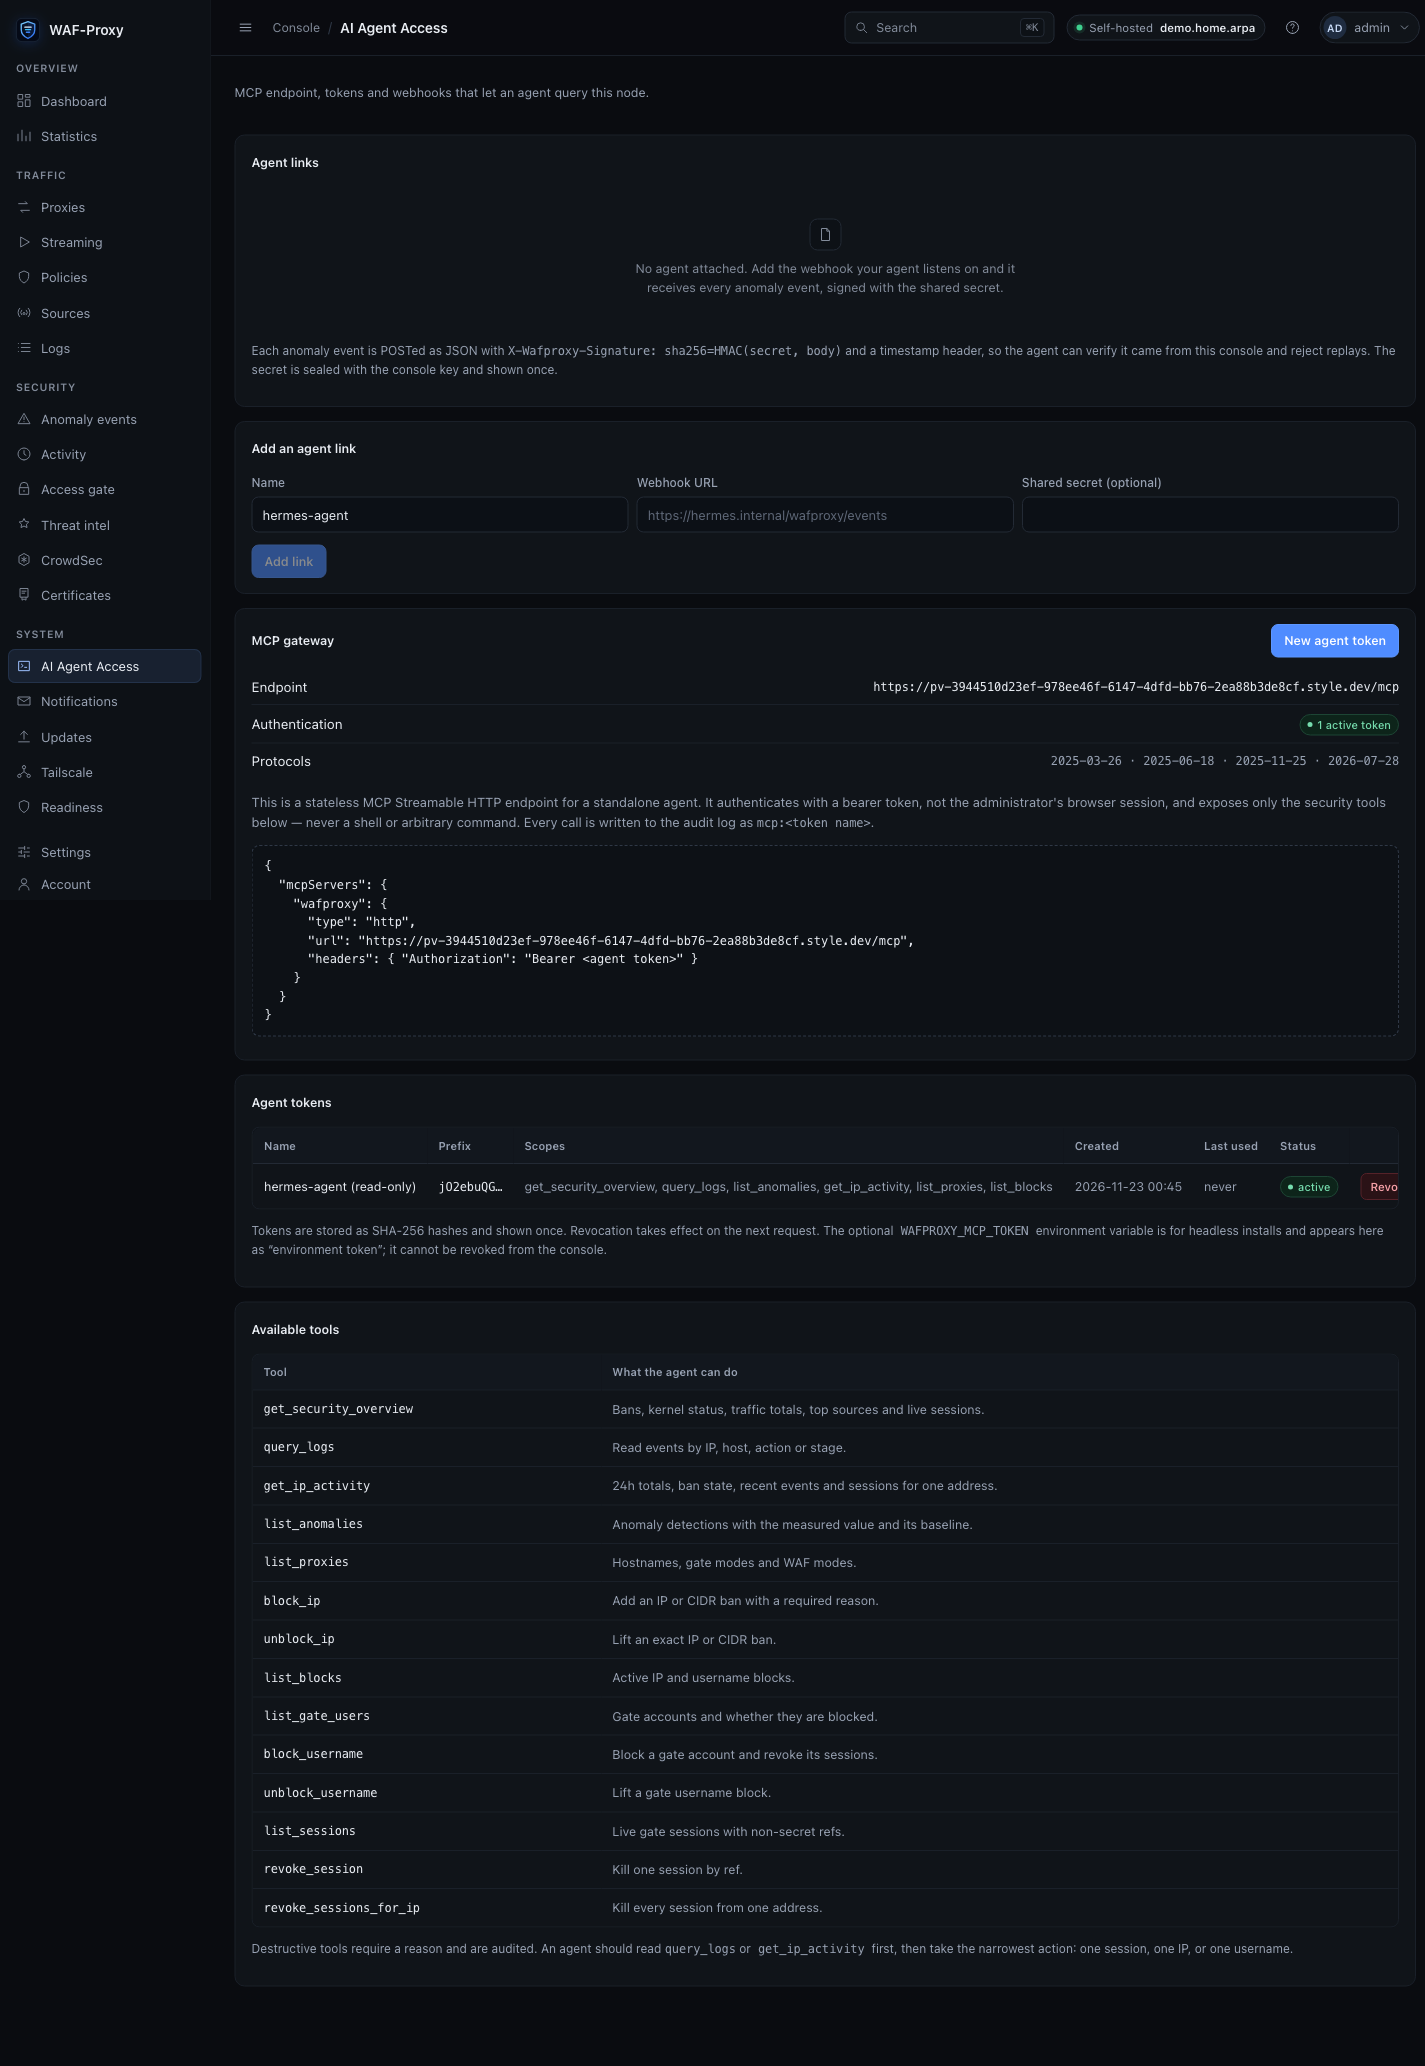 WAF-Proxy
OVERVIEW
Dashboard
Statistics
TRAFFIC
Proxies
Streaming
Policies
Sources
Logs
SECURITY
Anomaly events
Activity
Access gate
Threat intel
CrowdSec
Certificates
SYSTEM
AI Agent Access
Notifications
Updates
Tailscale
Readiness
Settings
Account
Console / AI Agent Access
Search ⌘K
Self-hosted demo.home.arpa
AD admin
MCP endpoint, tokens and webhooks that let an agent query this node.
Agent links
No agent attached. Add the webhook your agent listens on and it
receives every anomaly event, signed with the shared secret.
Each anomaly event is POSTed as JSON with X-Wafproxy-Signature: sha256=HMAC(secret, body) and a timestamp header, so the agent can verify it came from this console and reject replays. The
secret is sealed with the console key and shown once.
Add an agent link
Name Webhook URL Shared secret (optional)
hermes-agent https://hermes.internal/wafproxy/events
Add link
MCP gateway New agent token
Endpoint https://pv-3944510d23ef-978ee46f-6147-4dfd-bb76-2ea88b3de8cf.style.dev/mcp
Authentication 1 active token
Protocols 2025-03-26 · 2025-06-18 · 2025-11-25 · 2026-07-28
This is a stateless MCP Streamable HTTP endpoint for a standalone agent. It authenticates with a bearer token, not the administrator's browser session, and exposes only the security tools
below — never a shell or arbitrary command. Every call is written to the audit log as mcp:<token name>.
{
"mcpServers": {
"wafproxy": {
"type": "http",
"url": "https://pv-3944510d23ef-978ee46f-6147-4dfd-bb76-2ea88b3de8cf.style.dev/mcp",
"headers": { "Authorization": "Bearer <agent token>" }
}
}
}
Agent tokens
Name Prefix Scopes Created Last used Status
hermes-agent (read-only) jO2ebuQG… get_security_overview, query_logs, list_anomalies, get_ip_activity, list_proxies, list_blocks 2026-11-23 00:45 never active Revo
Tokens are stored as SHA-256 hashes and shown once. Revocation takes effect on the next request. The optional WAFPROXY_MCP_TOKEN environment variable is for headless installs and appears here
as “environment token”; it cannot be revoked from the console.
Available tools
Tool What the agent can do
get_security_overview Bans, kernel status, traffic totals, top sources and live sessions.
query_logs Read events by IP, host, action or stage.
get_ip_activity 24h totals, ban state, recent events and sessions for one address.
list_anomalies Anomaly detections with the measured value and its baseline.
list_proxies Hostnames, gate modes and WAF modes.
block_ip Add an IP or CIDR ban with a required reason.
unblock_ip Lift an exact IP or CIDR ban.
list_blocks Active IP and username blocks.
list_gate_users Gate accounts and whether they are blocked.
block_username Block a gate account and revoke its sessions.
unblock_username Lift a gate username block.
list_sessions Live gate sessions with non-secret refs.
revoke_session Kill one session by ref.
revoke_sessions_for_ip Kill every session from one address.
Destructive tools require a reason and are audited. An agent should read query_logs or get_ip_activity first, then take the narrowest action: one session, one IP, or one username.